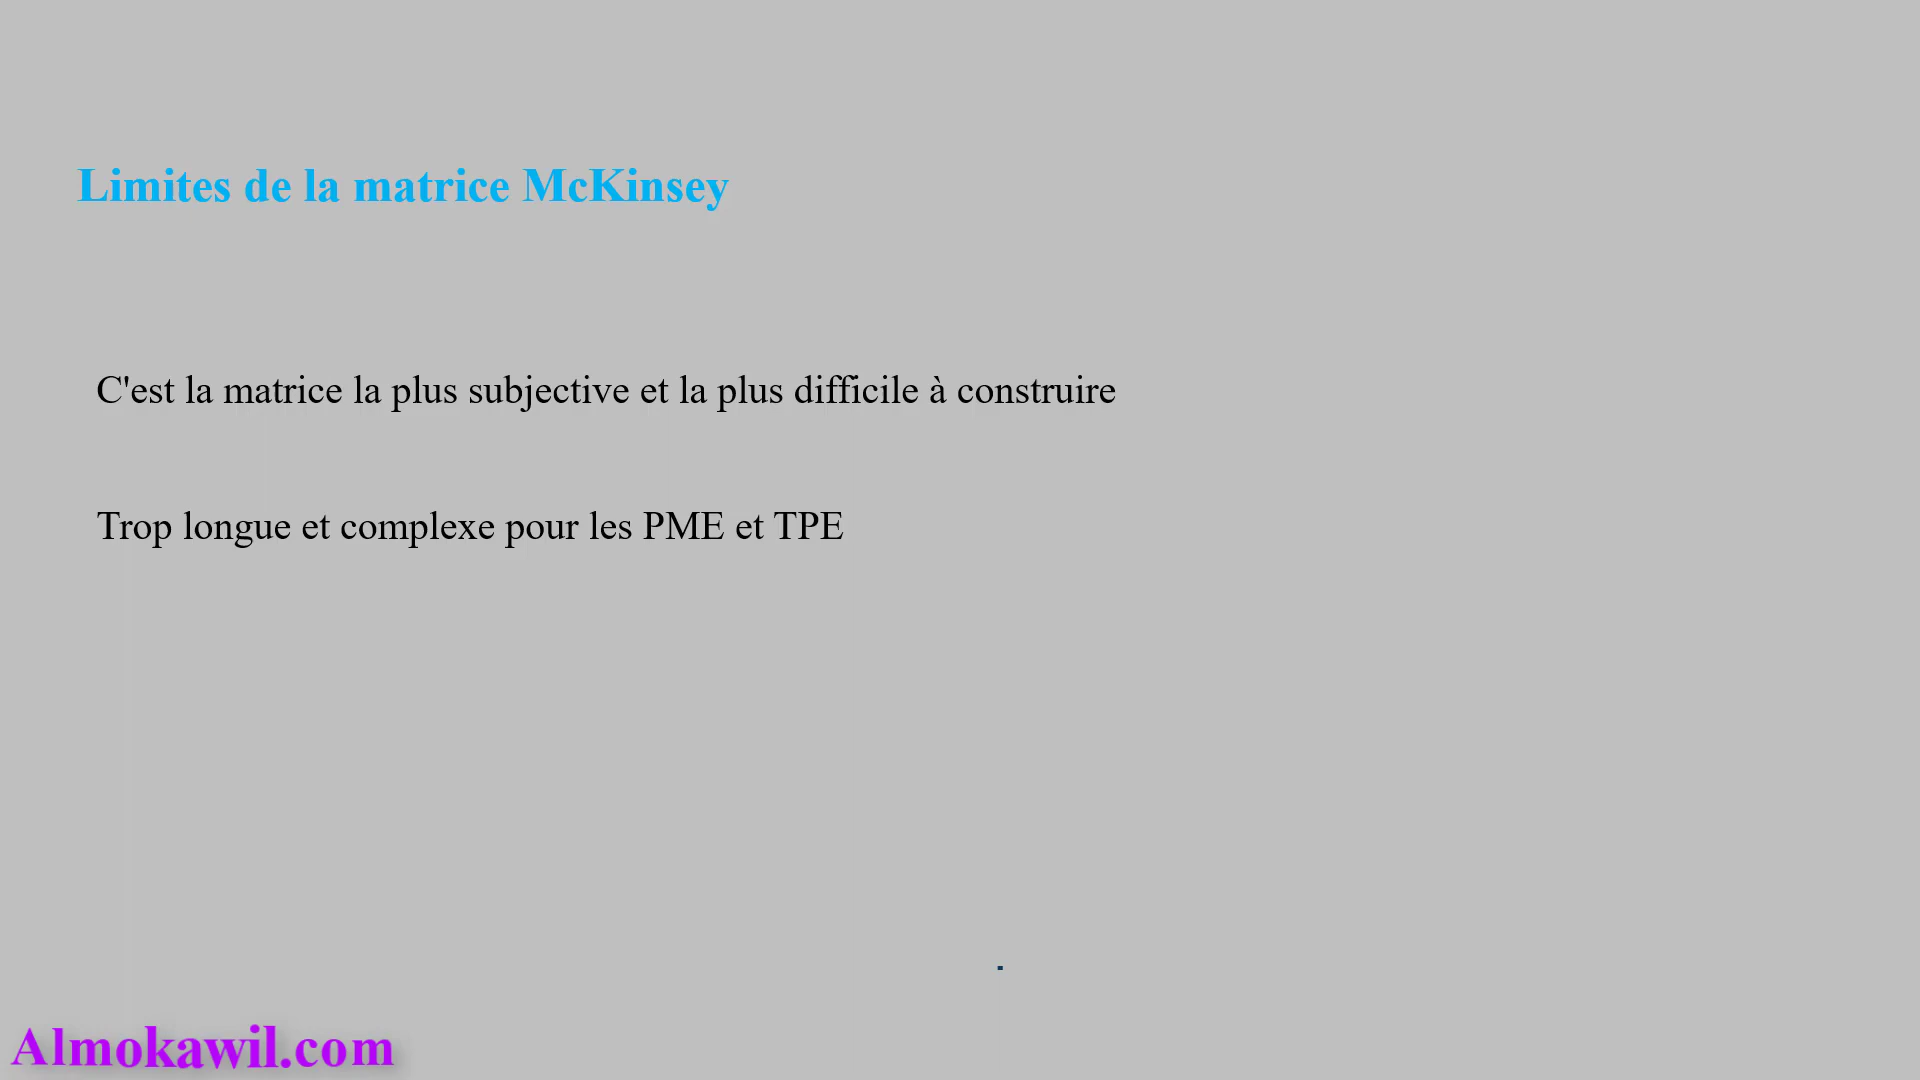 Limites de la matrice McKinsey
C'est la matrice la plus subjective et la plus difficile à construire
Trop longue et complexe pour les PME et TPE
Almokawil.com